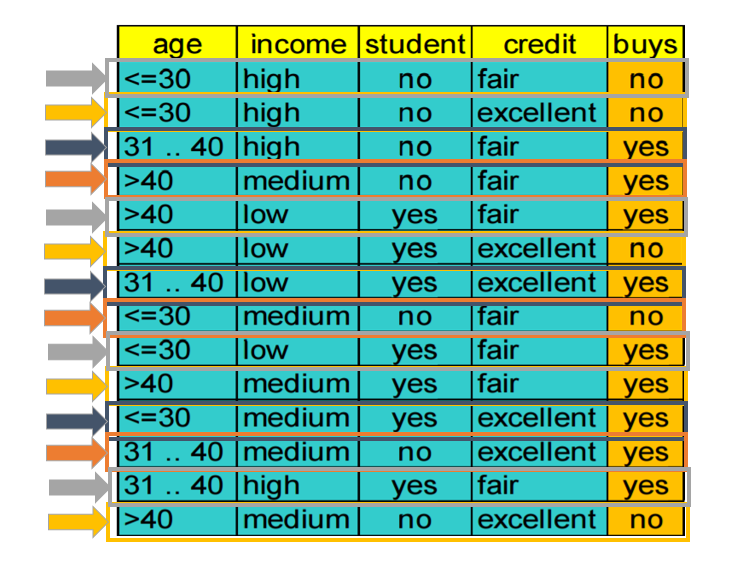 age income student credit buys
<=30 high no fair no
<=30 high no excellent no
31 .. 40 high no fair yes
>40 medium no fair yes
>40 low yes fair yes
>40 low yes excellent no
31 .. 40 low yes excellent yes
<=30 medium no fair no
<=30 low yes fair yes
>40 medium yes fair yes
<=30 medium yes excellent yes
31 .. 40 medium no excellent yes
31 .. 40 high yes fair yes
>40 medium no excellent no